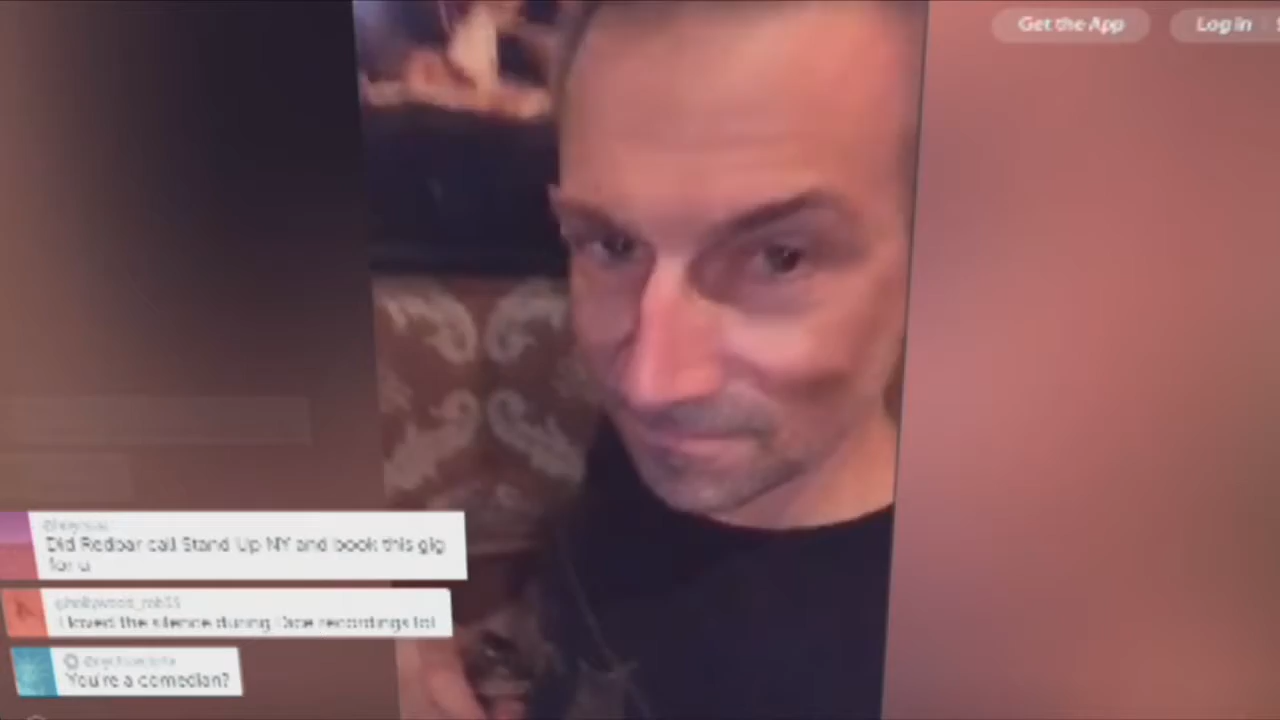 Get the App
Log in
Did Redbar call Stand Up NY and book this gig
for u
I loved the silence during Dice recordings lol
You're a comedian?